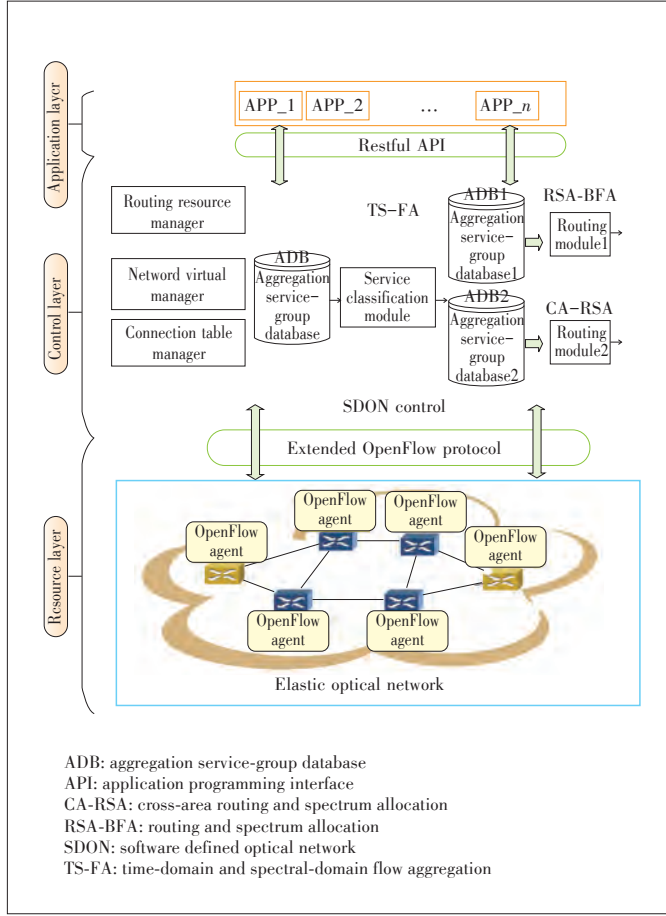 Application laycr
APP_1
APP_2
...
APP_n
Restful API
Control layer
Routing resource
manager
Netword virtual
manager
Connection table
manager
ADB
Aggregation
service-
group
database
Service
classification
module
TS-FA
ADB1
Aggregation
service-
group
database1
RSA-BFA
Routing
module1
ADB2
Aggregation
service-
group
database2
CA-RSA
Routing
module2
SDON control
Extended OpenFlow protocol
Resource layer
OpenFlow
agent
OpenFlow
agent
OpenFlow
agent
OpenFlow
agent
OpenFlow
agent
OpenFlow
agent
Elastic optical network
ADB: aggregation service-group database
API: application programming interface
CA-RSA: cross-area routing and spectrum allocation
RSA-BFA: routing and spectrum allocation
SDON: software defined optical network
TS-FA: time-domain and spectral-domain flow aggregation